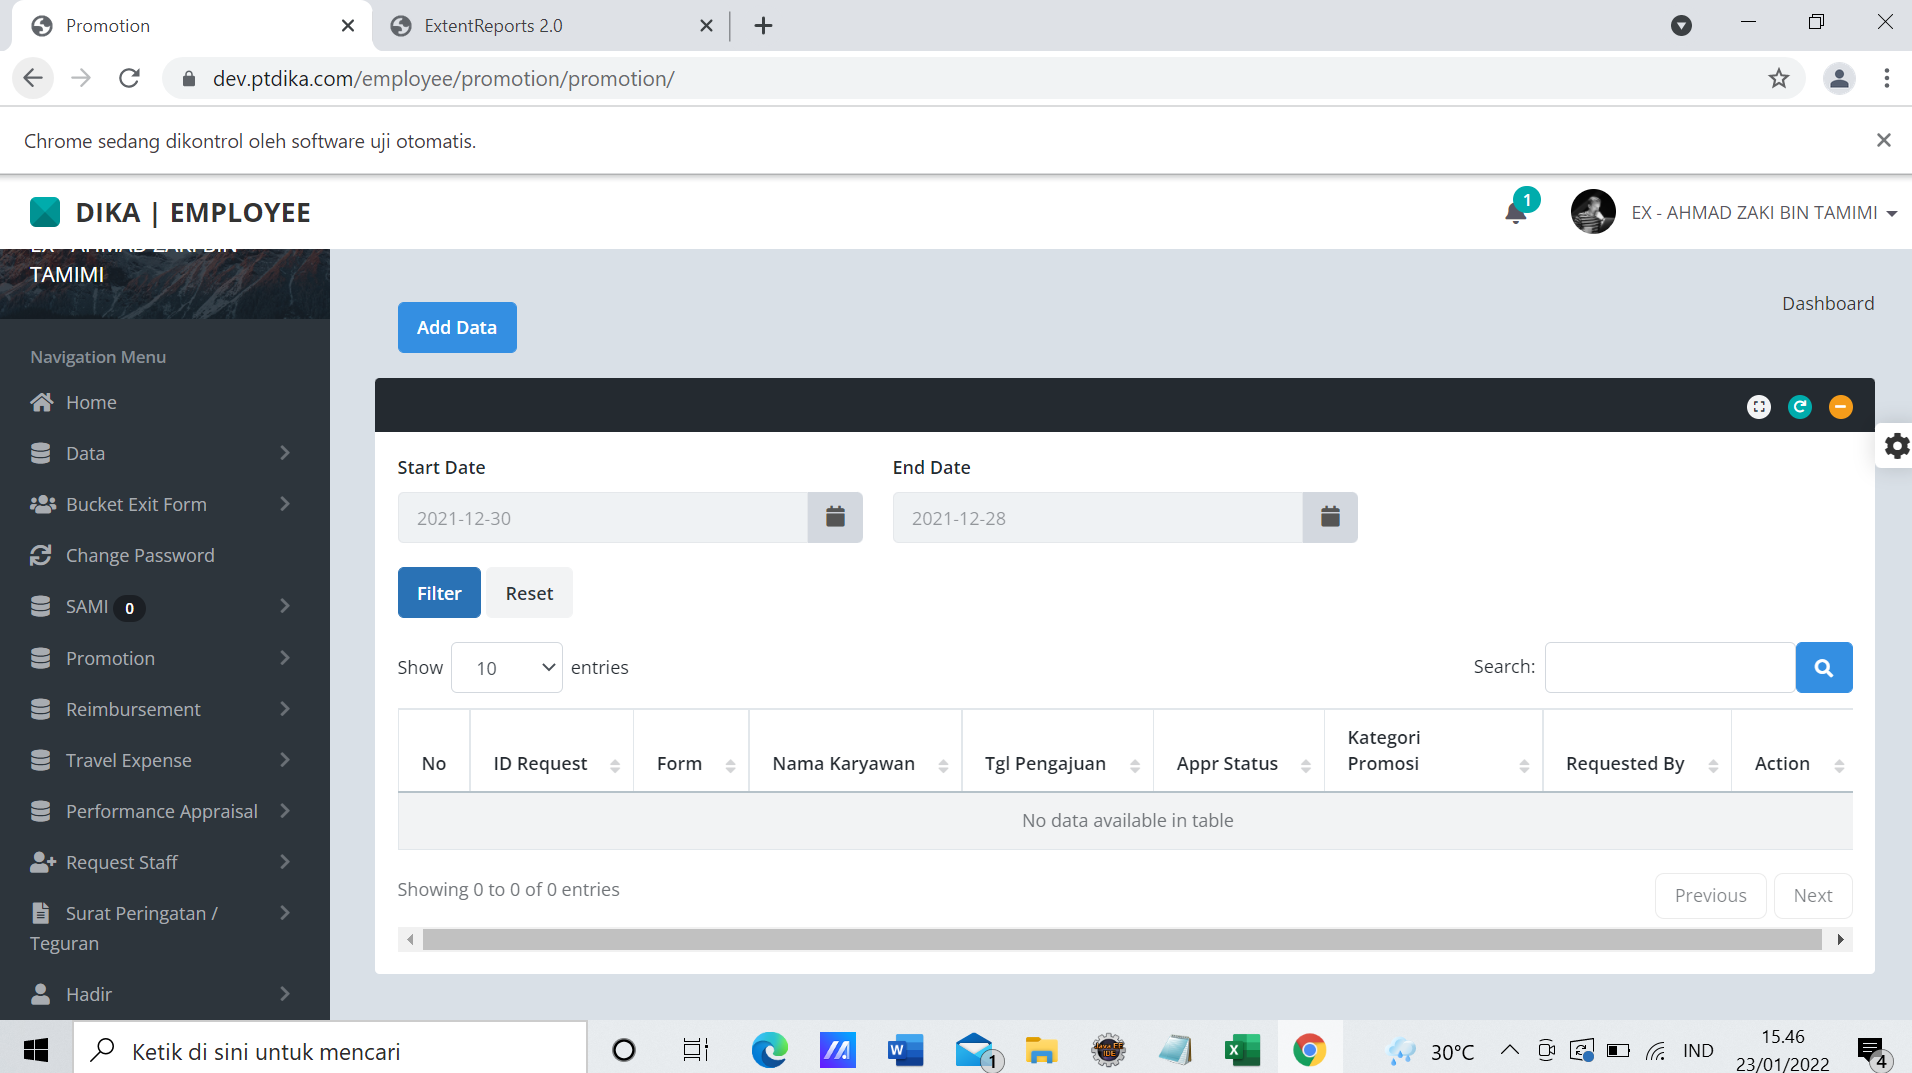 Promotion
ExtentReports 2.0
dev.ptdika.com/employee/promotion/promotion/
Chrome sedang dikontrol oleh software uji otomatis.
DIKA | EMPLOYEE
1
EX - AHMAD ZAKI BIN TAMIMI
EX - AHMAD ZAKI BIN
TAMIMI
Navigation Menu
Home
Data
Bucket Exit Form
Change Password
SAMI 0
Promotion
Reimbursement
Travel Expense
Performance Appraisal
Request Staff
Surat Peringatan /
Teguran
Hadir
Add Data
Dashboard
Start Date
End Date
2021-12-30
2021-12-28
Filter
Reset
Show 10 entries
Search:
No
ID Request
Form
Nama Karyawan
Tgl Pengajuan
Appr Status
Kategori
Promosi
Requested By
Action
No data available in table
Showing 0 to 0 of 0 entries
Previous
Next
Ketik di sini untuk mencari
1
30°C
IND
15.46
23/01/2022
4